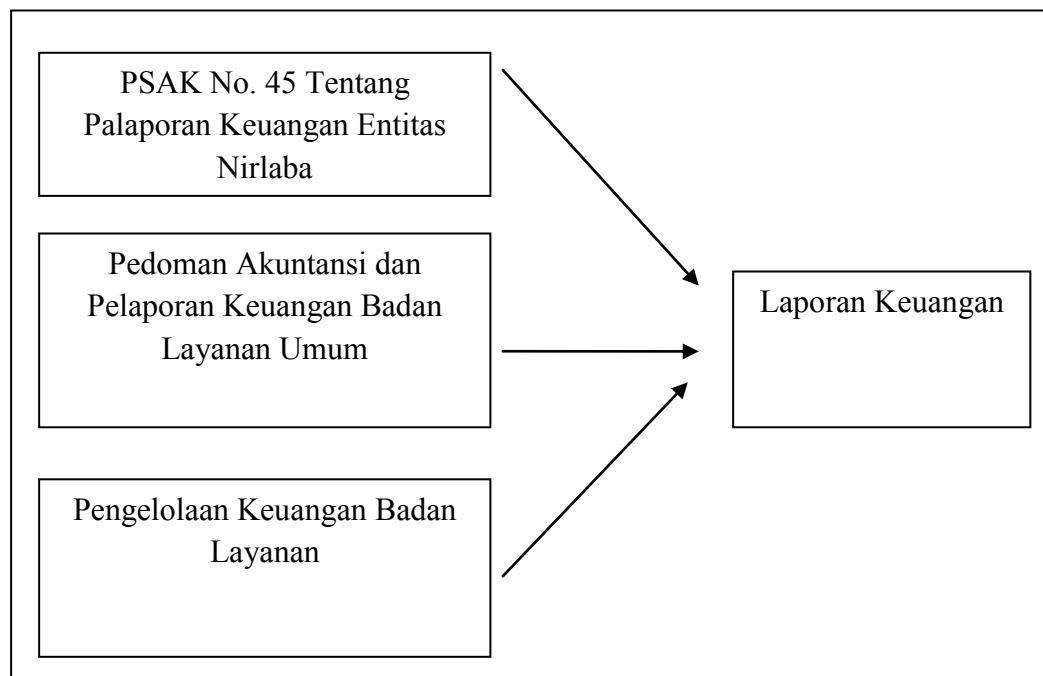 PSAK No. 45 Tentang
Palaporan Keuangan Entitas
Nirlaba
Pedoman Akuntansi dan
Pelaporan Keuangan Badan
Layanan Umum
Laporan Keuangan
Pengelolaan Keuangan Badan
Layanan